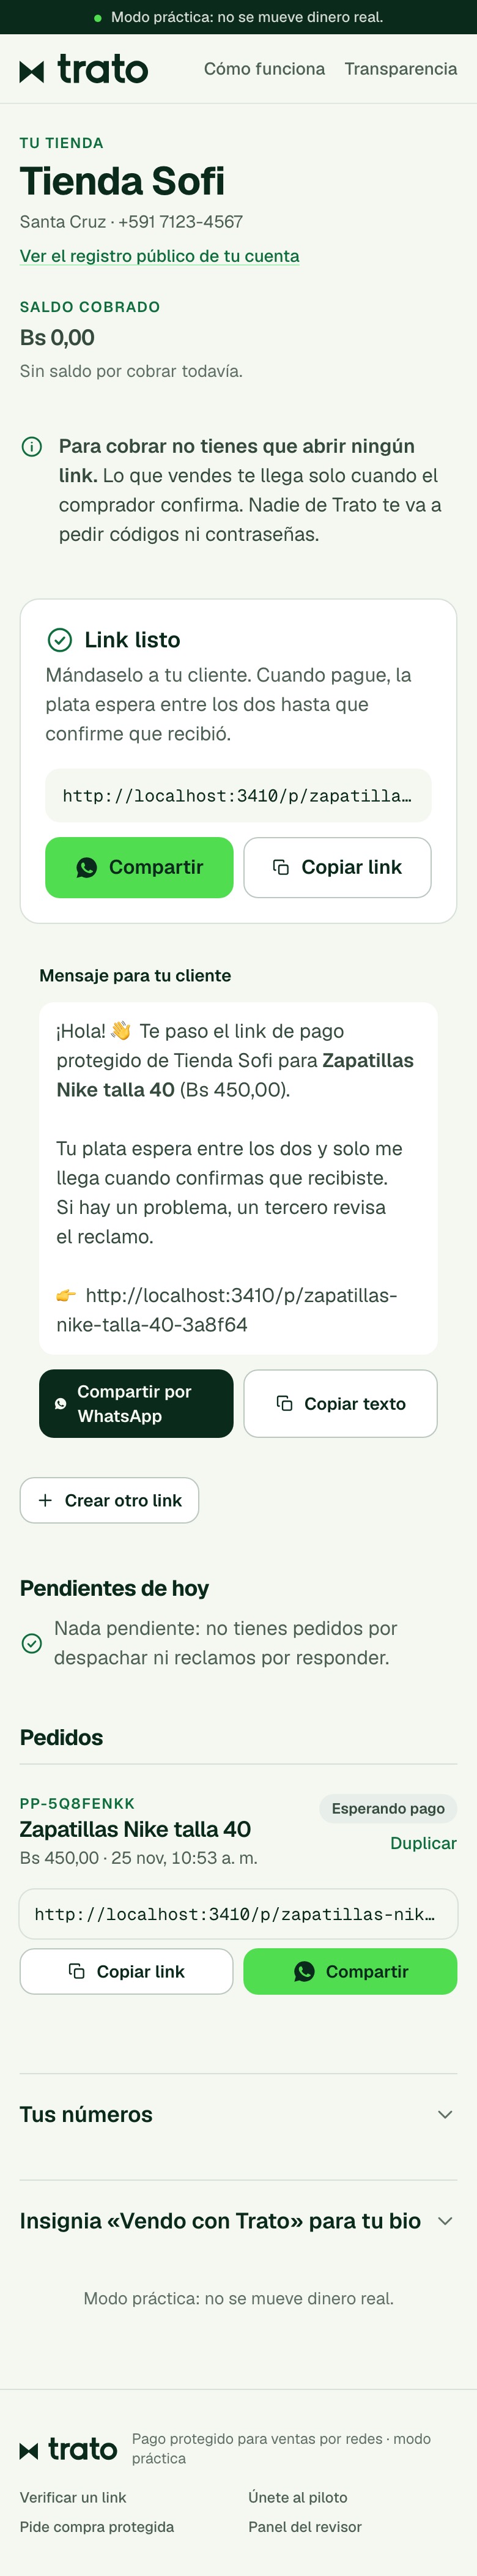 Modo práctica: no se mueve dinero real.
trato
Cómo funciona Transparencia
TU TIENDA
Tienda Sofi
Santa Cruz · +591 7123-4567
Ver el registro público de tu cuenta
SALDO COBRADO
Bs 0,00
Sin saldo por cobrar todavía.
Para cobrar no tienes que abrir ningún
link. Lo que vendes te llega solo cuando el
comprador confirma. Nadie de Trato te va a
pedir códigos ni contraseñas.
Link listo
Mándaselo a tu cliente. Cuando pague, la
plata espera entre los dos hasta que
confirme que recibió.
http://localhost:3410/p/zapatilla…
Compartir
Copiar link
Mensaje para tu cliente
¡Hola! 👋 Te paso el link de pago
protegido de Tienda Sofi para Zapatillas
Nike talla 40 (Bs 450,00).
Tu plata espera entre los dos y solo me
llega cuando confirmas que recibiste.
Si hay un problema, un tercero revisa
el reclamo.
👉 http://localhost:3410/p/zapatillas-
nike-talla-40-3a8f64
Compartir por
WhatsApp
Copiar texto
Crear otro link
Pendientes de hoy
Nada pendiente: no tienes pedidos por
despachar ni reclamos por responder.
Pedidos
PP-5Q8FENKK
Esperando pago
Zapatillas Nike talla 40
Duplicar
Bs 450,00 · 25 nov, 10:53 a. m.
http://localhost:3410/p/zapatillas-nik…
Copiar link
Compartir
Tus números
Insignia «Vendo con Trato» para tu bio
Modo práctica: no se mueve dinero real.
trato
Pago protegido para ventas por redes · modo
práctica
Verificar un link
Únete al piloto
Pide compra protegida
Panel del revisor